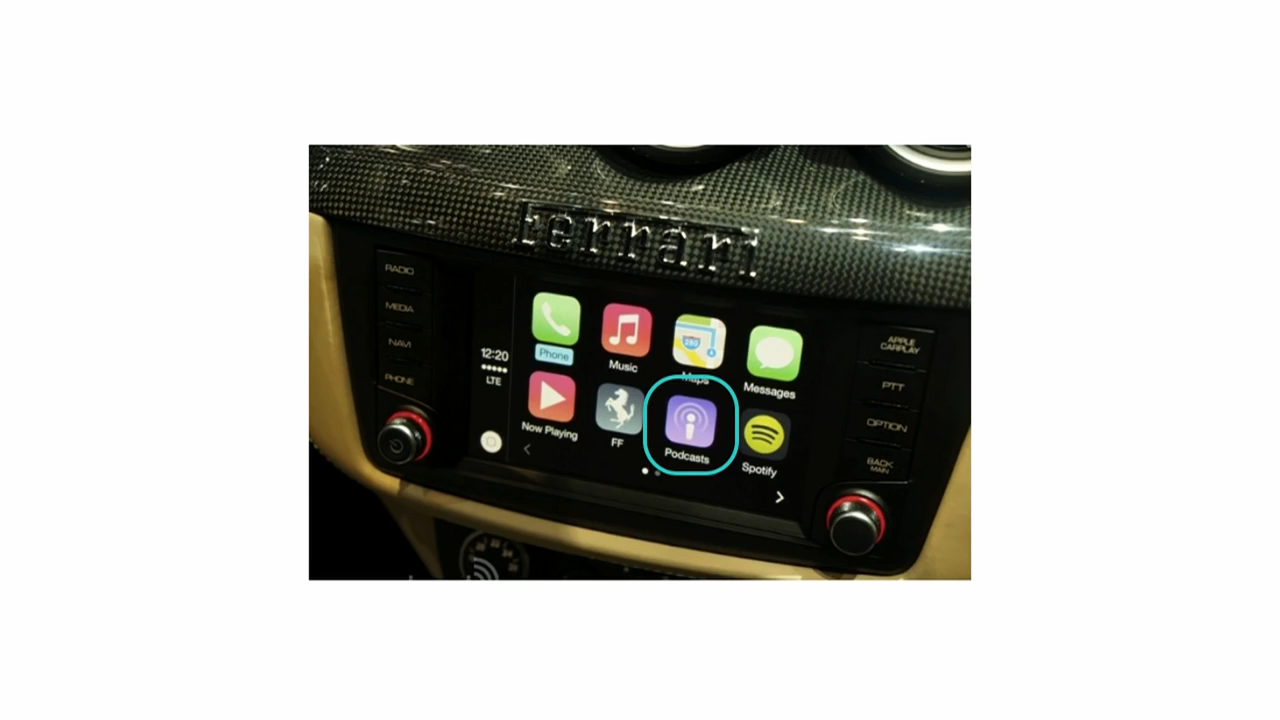 Ferrari
RADIO
MEDIA
NAVI
PHONE
12:20
LTE
Phone
Music
Maps
Messages
Now Playing
FF
Podcasts
Spotify
280
APPLE
CARPLAY
PTT
OPTION
BACK
MAIN